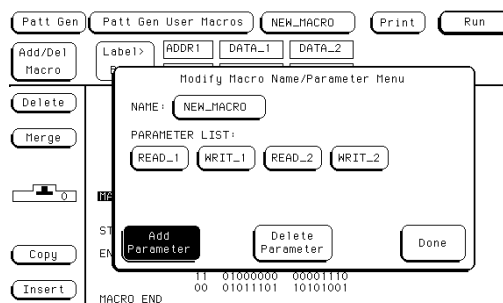 Patt Gen Patt Gen User Macros NEW_MACRO Print Run
Add/Del Macro Label> ADDR1 DATA_1 DATA_2
Modify Macro Name/Parameter Menu
Delete
NAME: NEW_MACRO
PARAMETER LIST:
Merge
READ_1 WRIT_1 READ_2 WRIT_2
0
Add Parameter Delete Parameter Done
Copy
11 01000000 00001110
Insert
00 01011101 10101001
MACRO END